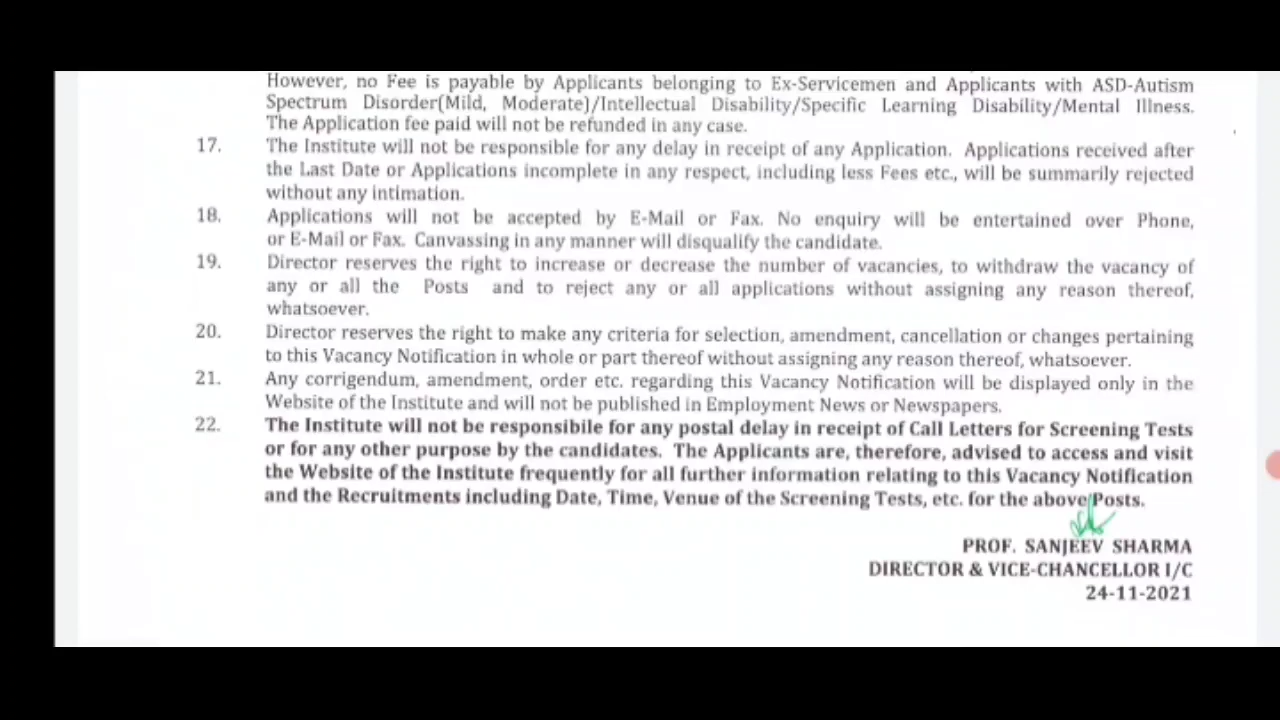 However, no Fee is payable by Applicants belonging to Ex-Servicemen and Applicants with ASD-Autism
Spectrum Disorder(Mild, Moderate)/Intellectual Disability/Specific Learning Disability/Mental Illness.
The Application fee paid will not be refunded in any case.
17. The Institute will not be responsible for any delay in receipt of any Application. Applications received after
the Last Date or Applications incomplete in any respect, including less Fees etc., will be summarily rejected
without any intimation.
18. Applications will not be accepted by E-Mail or Fax. No enquiry will be entertained over Phone,
or E-Mail or Fax. Canvassing in any manner will disqualify the candidate.
19. Director reserves the right to increase or decrease the number of vacancies, to withdraw the vacancy of
any or all the Posts and to reject any or all applications without assigning any reason thereof,
whatsoever.
20. Director reserves the right to make any criteria for selection, amendment, cancellation or changes pertaining
to this Vacancy Notification in whole or part thereof without assigning any reason thereof, whatsoever.
21. Any corrigendum, amendment, order etc. regarding this Vacancy Notification will be displayed only in the
Website of the Institute and will not be published in Employment News or Newspapers.
22. The Institute will not be responsibile for any postal delay in receipt of Call Letters for Screening Tests
or for any other purpose by the candidates. The Applicants are, therefore, advised to access and visit
the Website of the Institute frequently for all further information relating to this Vacancy Notification
and the Recruitments including Date, Time, Venue of the Screening Tests, etc. for the above Posts.
PROF. SANJEEV SHARMA
DIRECTOR & VICE-CHANCELLOR I/C
24-11-2021